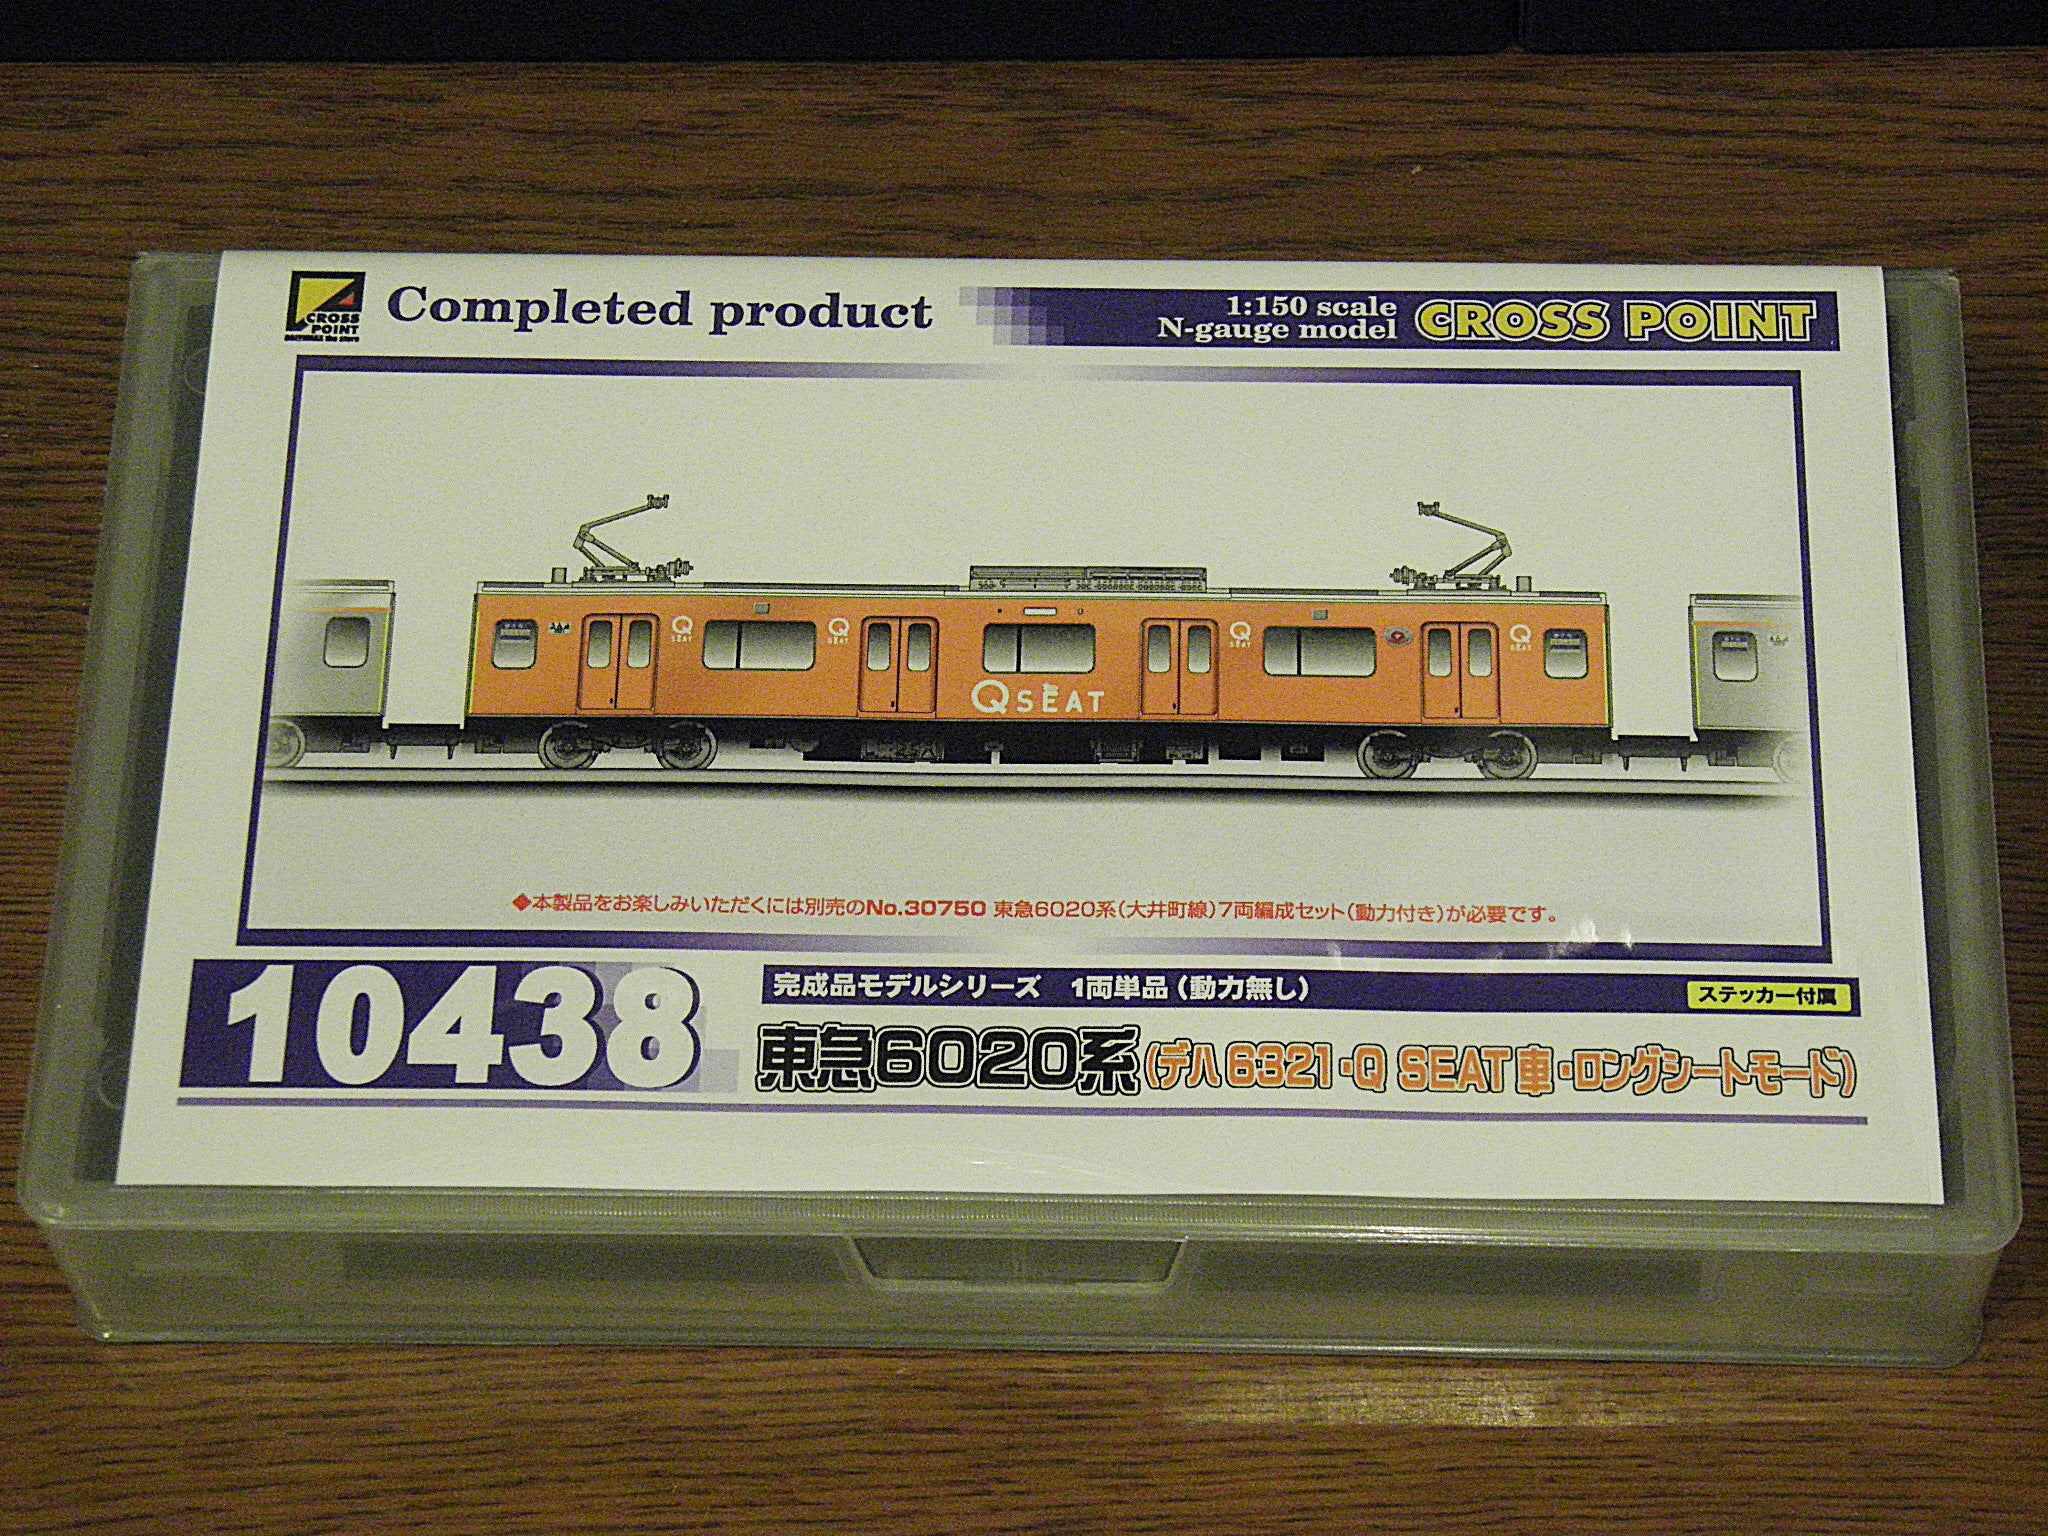 CROSS
POINT
Completed product
1:150 scale
N-gauge model
CROSS POINT
Q SEAT
Q SEAT
Q SEAT
Q SEAT
Q SEAT
◆本製品をお楽しみいただくには別売のNo.30750 東急6020系(大井町線)7両編成セット(動力付き)が必要です。
10438
完成品モデルシリーズ 1両単品(動力無し)
ステッカー付属
東急6020系(デハ6321・Q SEAT車・ロングシートモード)